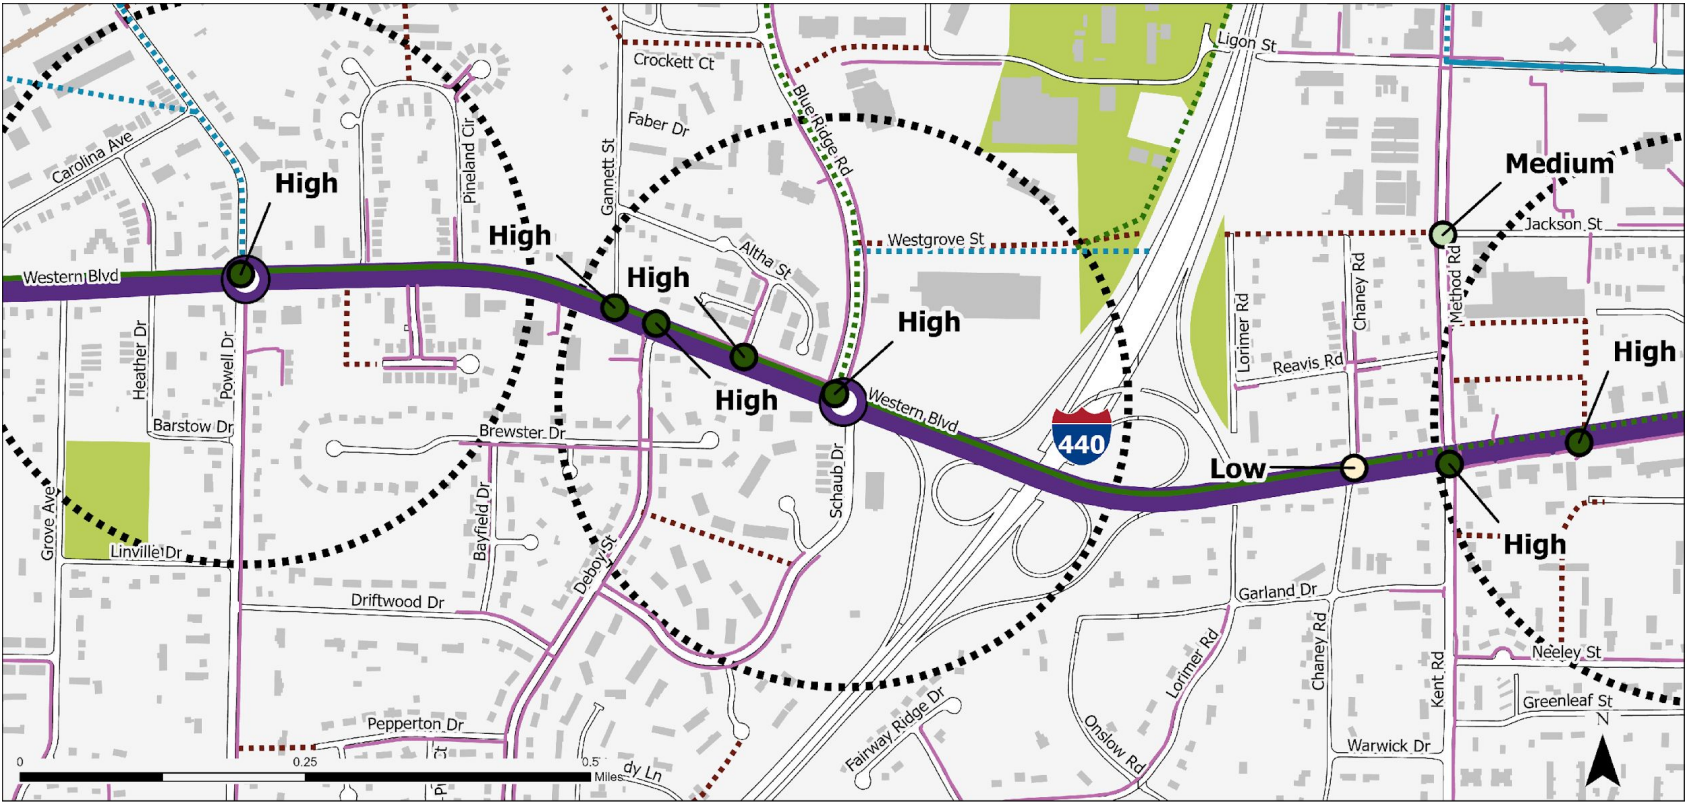 Ligon St
Crockett Ct
Blue Ridge Rd
Faber Dr
Carolina Ave
Pineland Cir
Gannett St
High
Medium
Jackson St
High
Westgrove St
Altha St
Method Rd
Chaney Rd
Lorimer Rd
Western Blvd
High
High
High
Heather Dr
Powell Dr
Reavis Rd
High
Western Blvd
440
Barstow Dr
Brewster Dr
Schaub Dr
Low
Grove Ave
Bayfield Dr
Linville Dr
Deboy St
High
Driftwood Dr
Garland Dr
Chaney Rd
Lorimer Rd
Kent Rd
Neeley St
Greenleaf St
Fairway Ridge Dr
Onslow Rd
Pepperton Dr
Warwick Dr
N
0
0.25
0.5
Miles
dy Ln